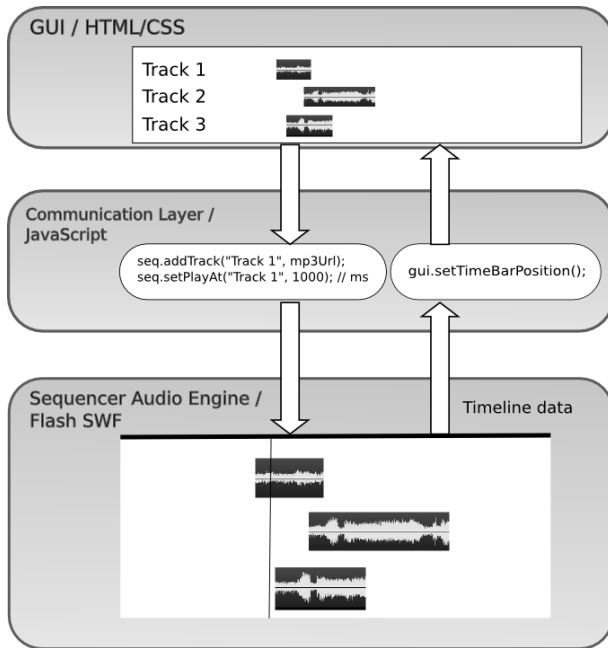 GUI / HTML/CSS
Track 1
Track 2
Track 3
Communication Layer /
JavaScript
seq.addTrack("Track 1", mp3Url);
seq.setPlayAt("Track 1", 1000); // ms
gui.setTimeBarPosition();
Sequencer Audio Engine /
Flash SWF
Timeline data